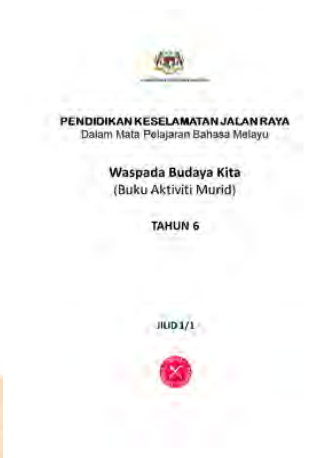 PENDIDIKAN KESELAMATAN JALAN RAYA
Dalam Mata Pelajaran Bahasa Melayu
Waspada Budaya Kita
(Buku Aktiviti Murid)
TAHUN 6
JILID 1/1